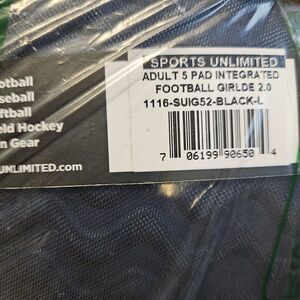 SPORTS UNLIMITED
ADULT 5 PAD INTEGRATED
FOOTBALL GIRLDE 2.0
1116-SUIG52-BLACK-L
7 06199 90650 4
ootball
seball
ftball
eld Hockey
n Gear
UNLIMITED.com